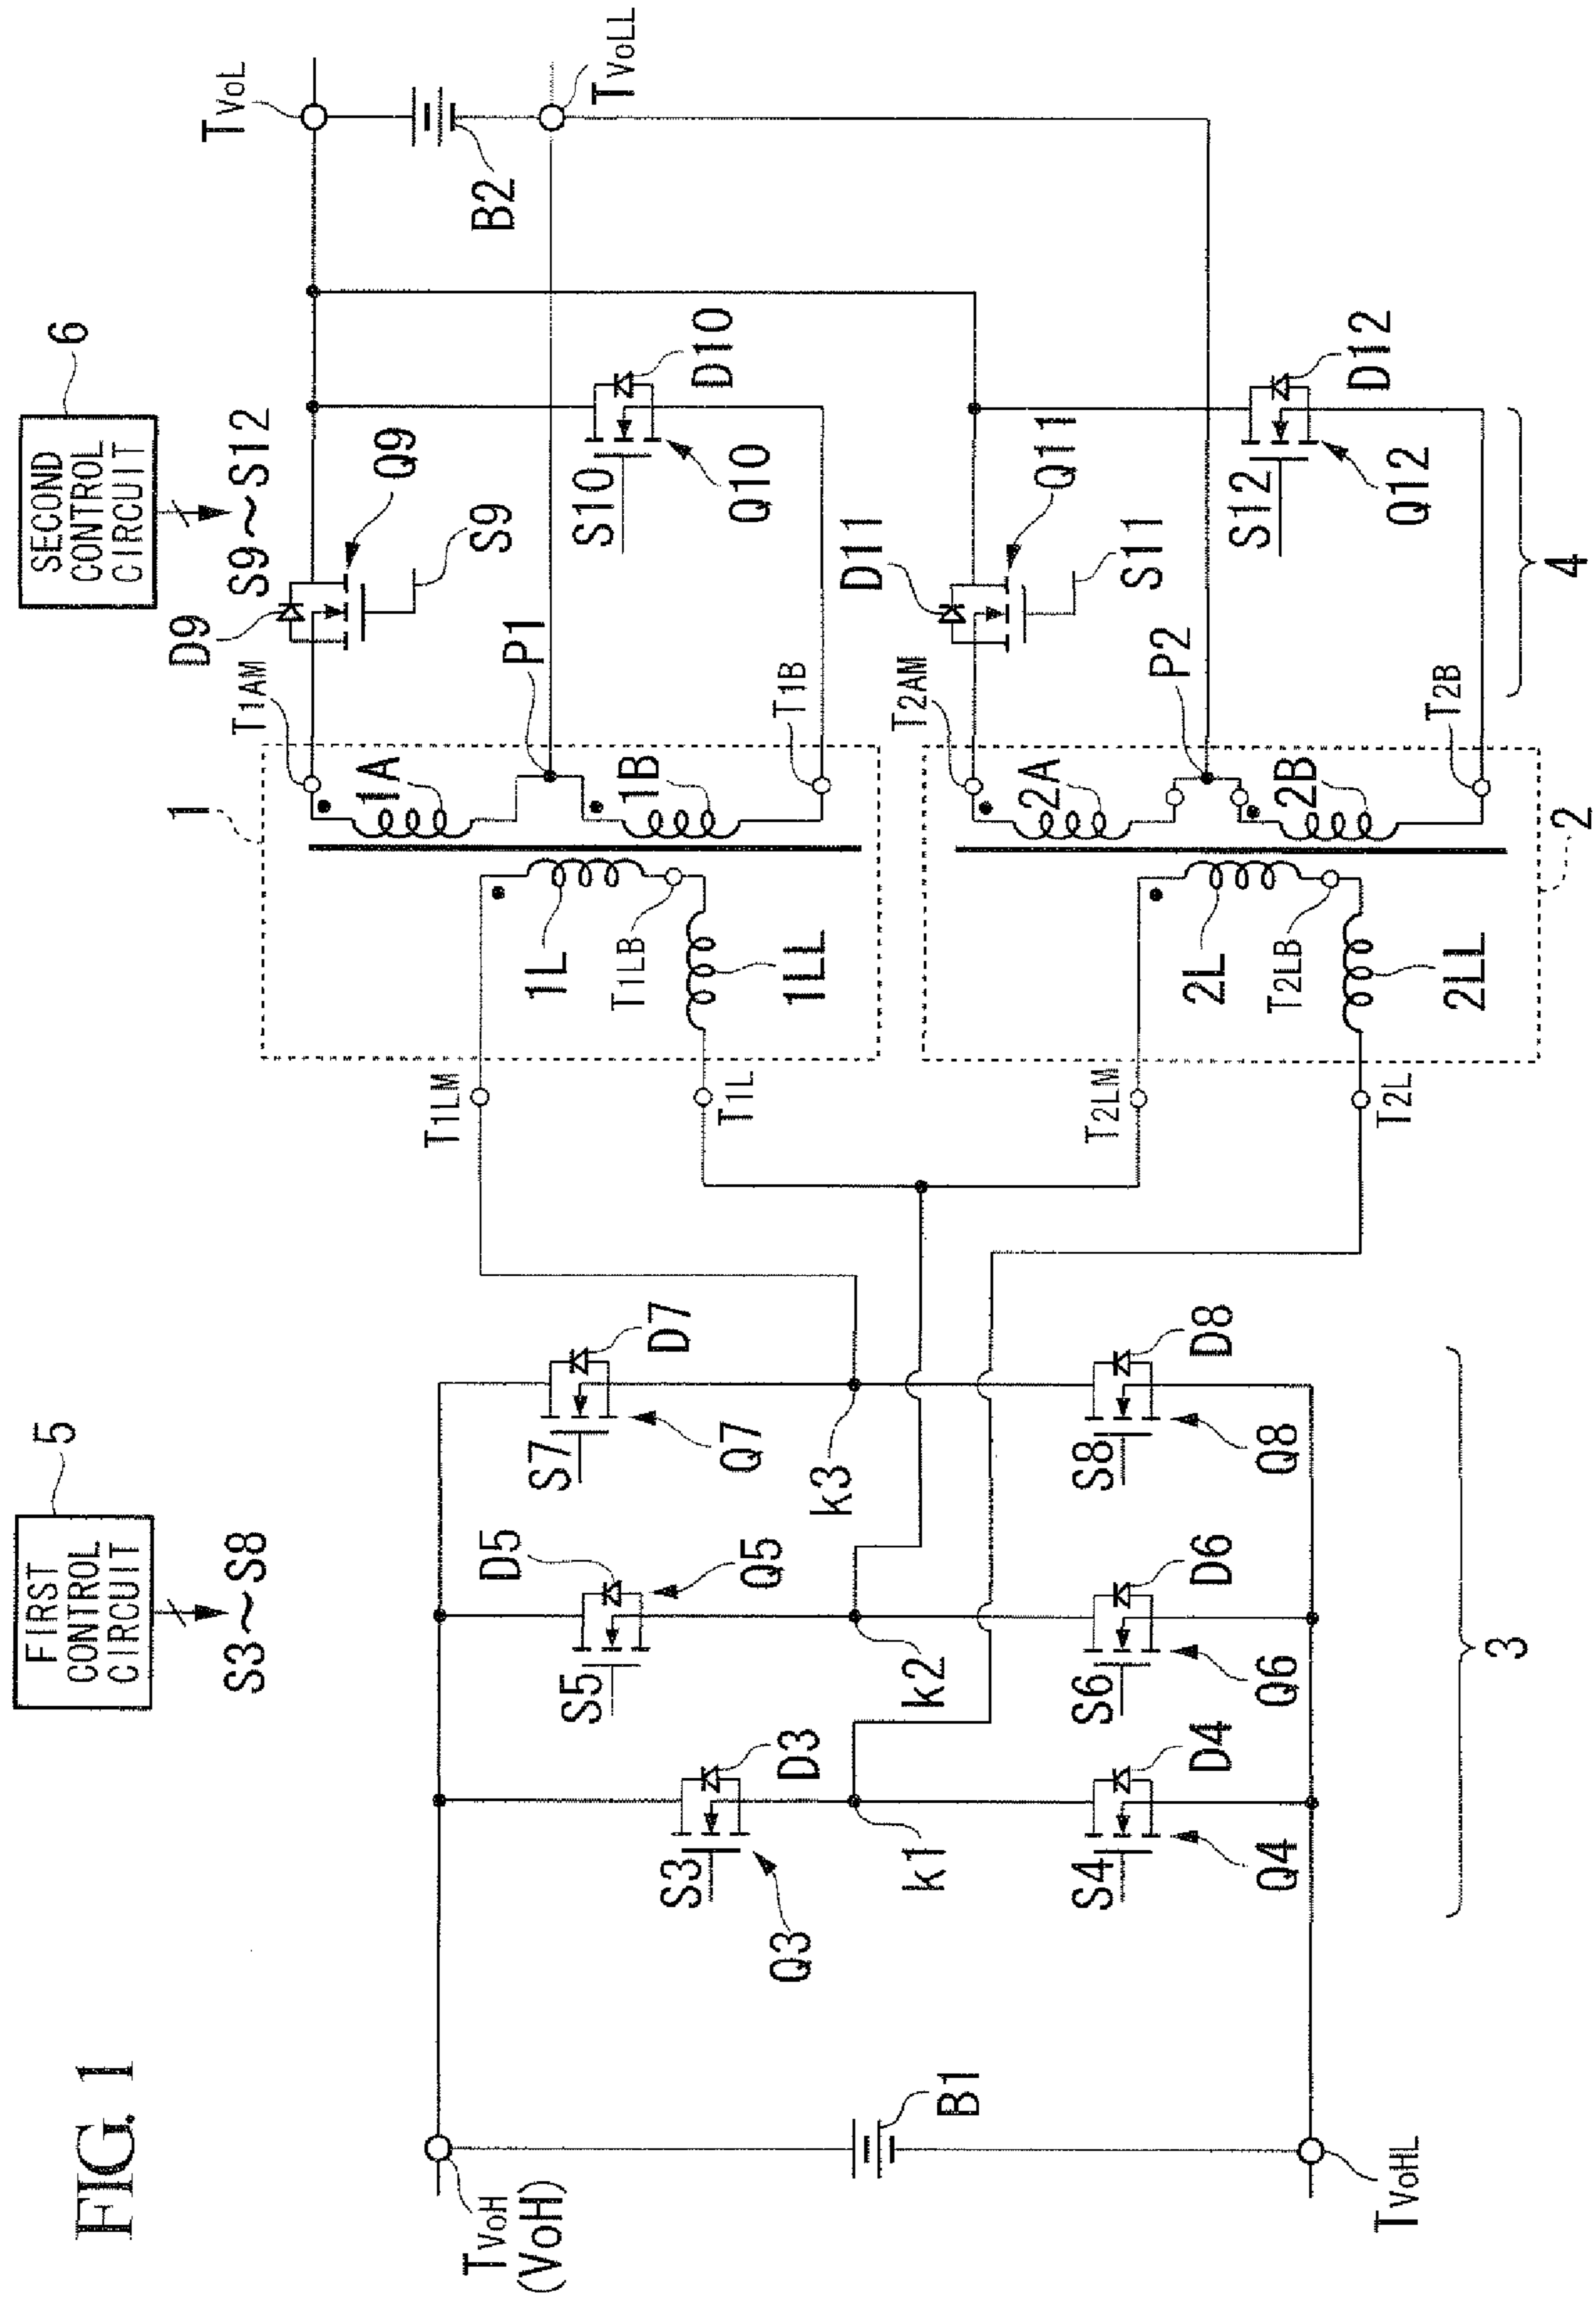 FIG. 1
FIRST
CONTROL
CIRCUIT
5
S3~S8
SECOND
CONTROL
CIRCUIT
6
S9~S12
TVoH
(VoH)
B1
TVoHL
Q3
S3
D3
k1
S4
D4
Q4
D5
S5
Q5
k2
S6
D6
Q6
S7
D7
Q7
k3
S8
D8
Q8
3
T1LM
T1L
T2LM
T2L
1
1L
T1LB
1LL
1A
1B
T1AM
P1
T1B
2
2L
T2LB
2LL
2A
2B
T2AM
P2
T2B
D9
Q9
S9
S10
D10
Q10
D11
Q11
S11
S12
D12
Q12
4
TVoL
B2
TVoLL